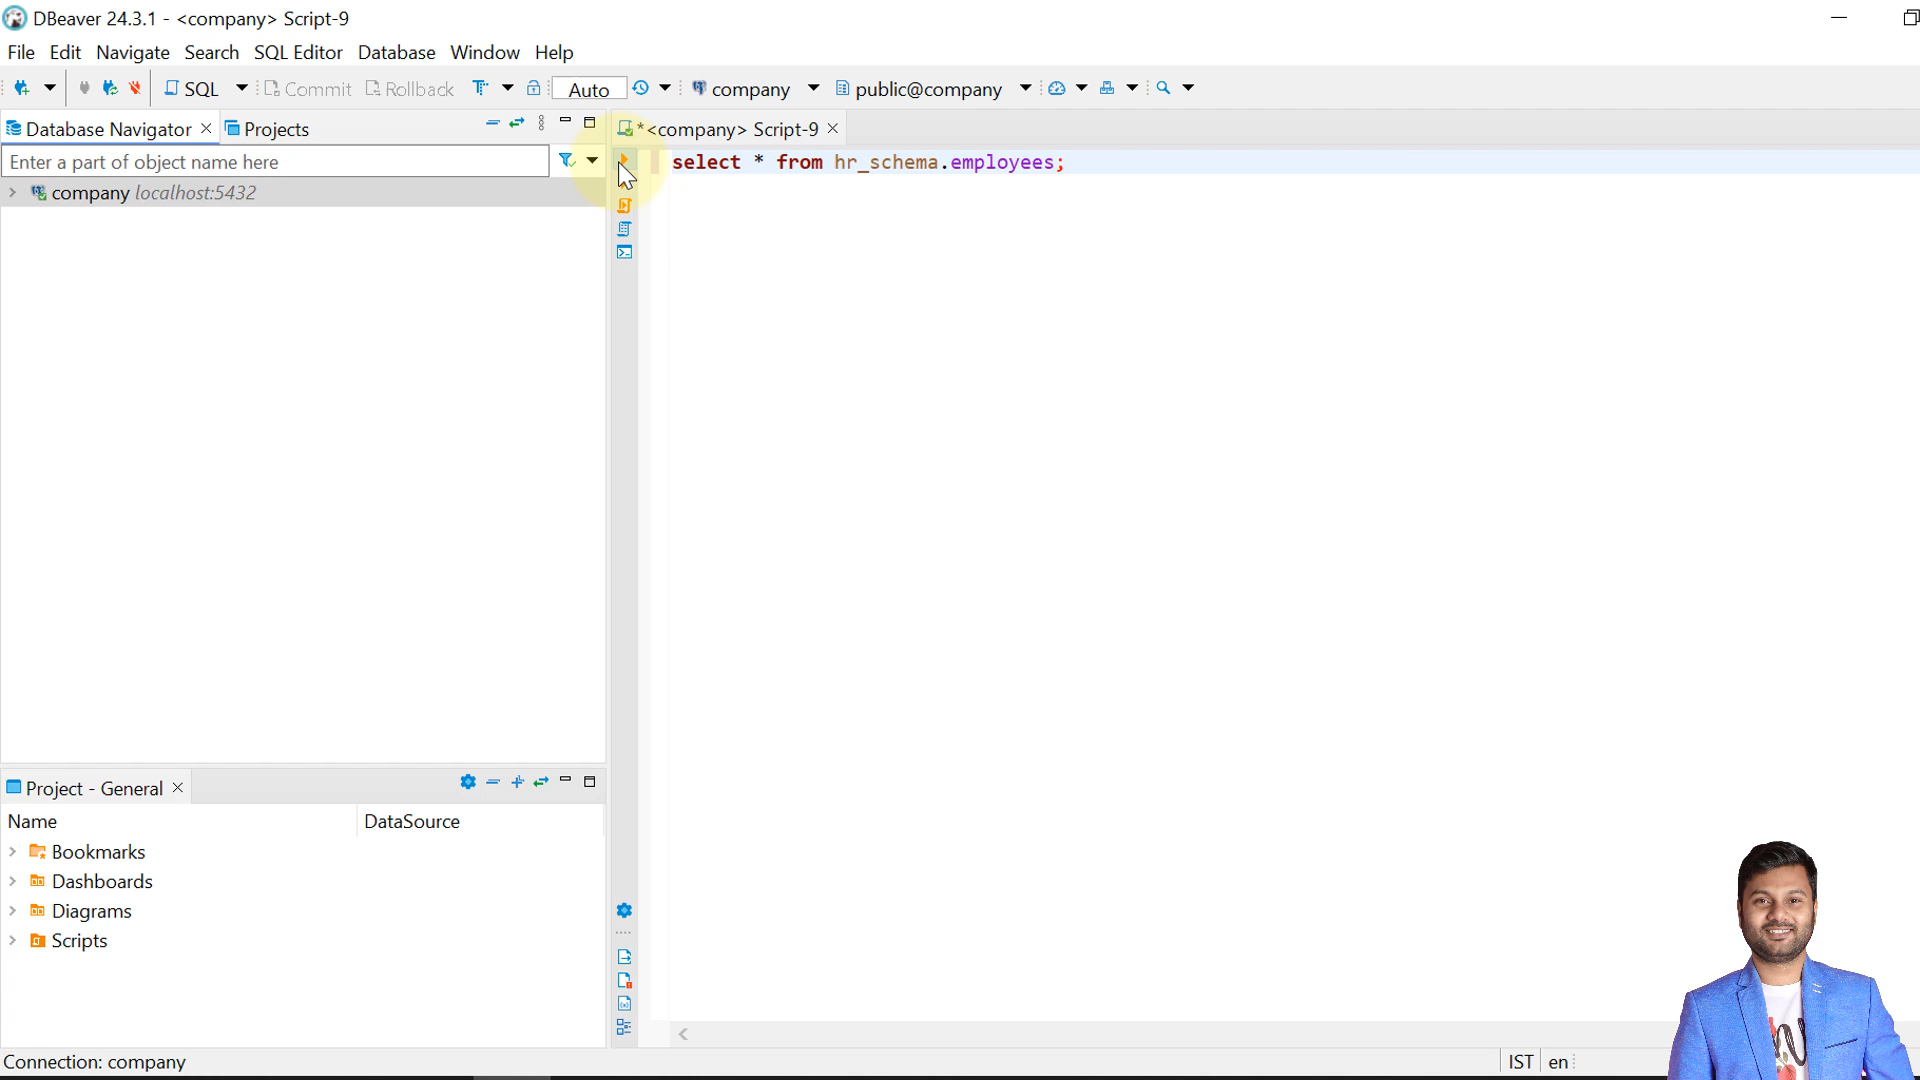 DBeaver 24.3.1 - <company> Script-9
File Edit Navigate Search SQL Editor Database Window Help
SQL Commit Rollback Auto company public@company
Database Navigator Projects
*<company> Script-9
Enter a part of object name here
select * from hr_schema.employees;
company localhost:5432
Project - General
Name DataSource
Bookmarks
Dashboards
Diagrams
Scripts
Connection: company
IST en